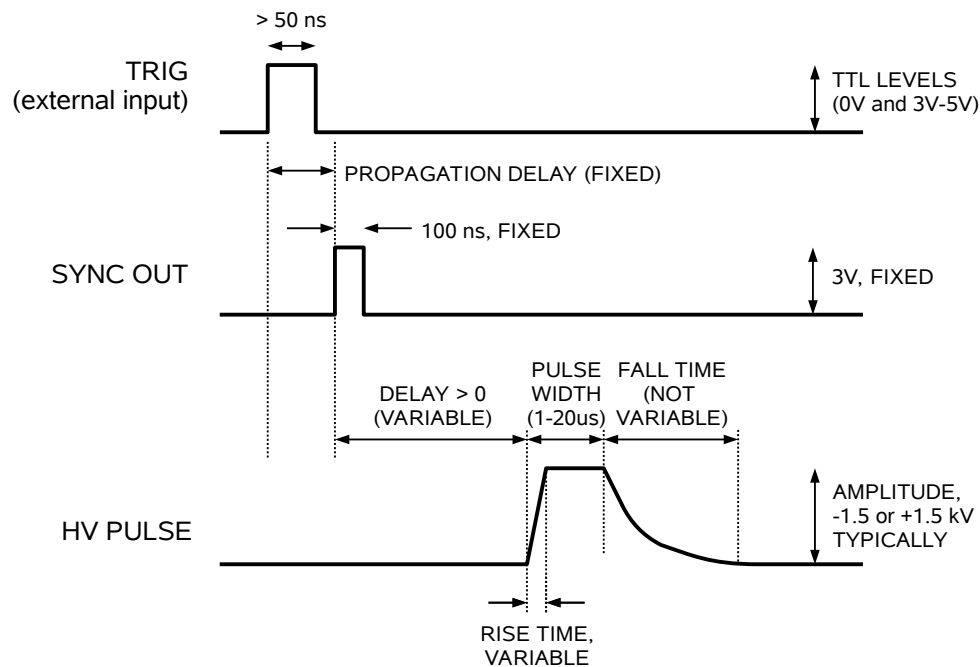 > 50 ns
TRIG
(external input)
TTL LEVELS
(0V and 3V-5V)
PROPAGATION DELAY (FIXED)
100 ns, FIXED
SYNC OUT
3V, FIXED
DELAY > 0
(VARIABLE)
PULSE
WIDTH
(1-20us)
FALL TIME
(NOT
VARIABLE)
HV PULSE
AMPLITUDE,
-1.5 or +1.5 kV
TYPICALLY
RISE TIME,
VARIABLE